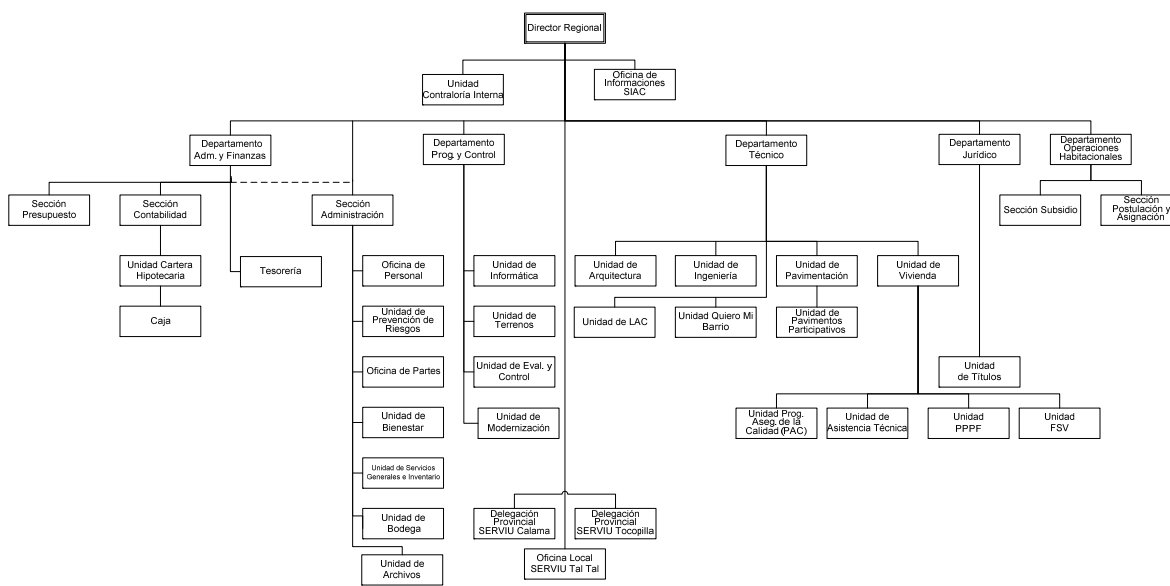 Director Regional
Unidad
Contraloría Interna
Oficina de
Informaciones
SIAC
Departamento
Adm. y Finanzas
Departamento
Prog. y Control
Departamento
Técnico
Departamento
Jurídico
Departamento
Operaciones
Habitacionales
Sección
Presupuesto
Sección
Contabilidad
Sección
Administración
Sección Subsidio
Sección
Postulación y
Asignación
Unidad Cartera
Hipotecaria
Tesorería
Oficina de
Personal
Unidad de
Informática
Unidad de
Arquitectura
Unidad de
Ingeniería
Unidad de
Pavimentación
Unidad de
Vivienda
Caja
Unidad de
Prevención de
Riesgos
Unidad de
Terrenos
Unidad de LAC
Unidad Quiero Mi
Barrio
Unidad de
Pavimentos
Participativos
Oficina de Partes
Unidad de Eval. y
Control
Unidad
de Títulos
Unidad de
Bienestar
Unidad de
Modernización
Unidad Prog.
Aseg. de la
Calidad (PAC)
Unidad de
Asistencia Técnica
Unidad
PPPF
Unidad
FSV
Unidad de Servicios
Generales e Inventario
Unidad de
Bodega
Delegación
Provincial
SERVIU Calama
Delegación
Provincial
SERVIU Tocopilla
Unidad de
Archivos
Oficina Local
SERVIU Tal Tal